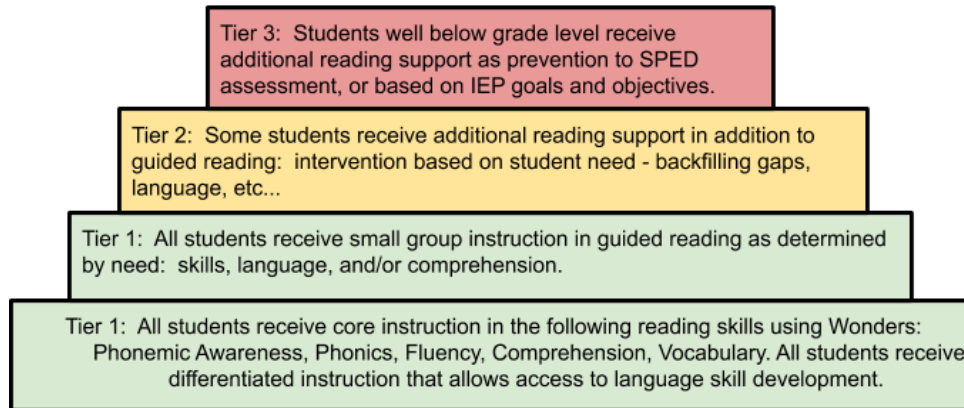 Tier 3:  Students well below grade level receive
additional reading support as prevention to SPED
assessment, or based on IEP goals and objectives.
Tier 2:  Some students receive additional reading support in addition to
guided reading:  intervention based on student need - backfilling gaps,
language, etc...
Tier 1:  All students receive small group instruction in guided reading as determined
by need:  skills, language, and/or comprehension.
Tier 1:  All students receive core instruction in the following reading skills using Wonders:
Phonemic Awareness, Phonics, Fluency, Comprehension, Vocabulary. All students receive
differentiated instruction that allows access to language skill development.